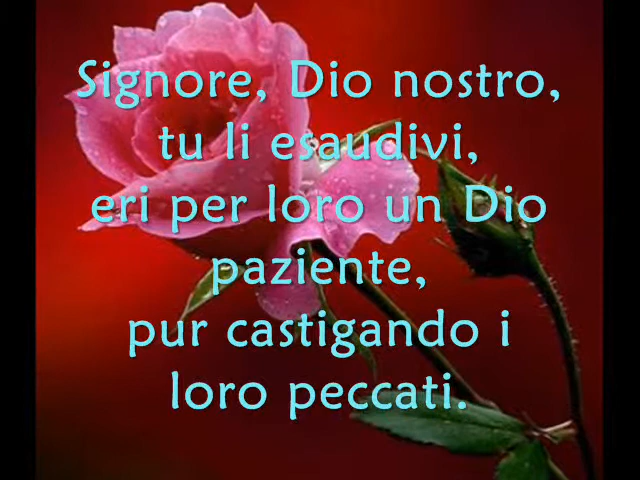 Signore, Dio nostro,
tu li esaudivi,
eri per loro un Dio
paziente,
pur castigando i
loro peccati.